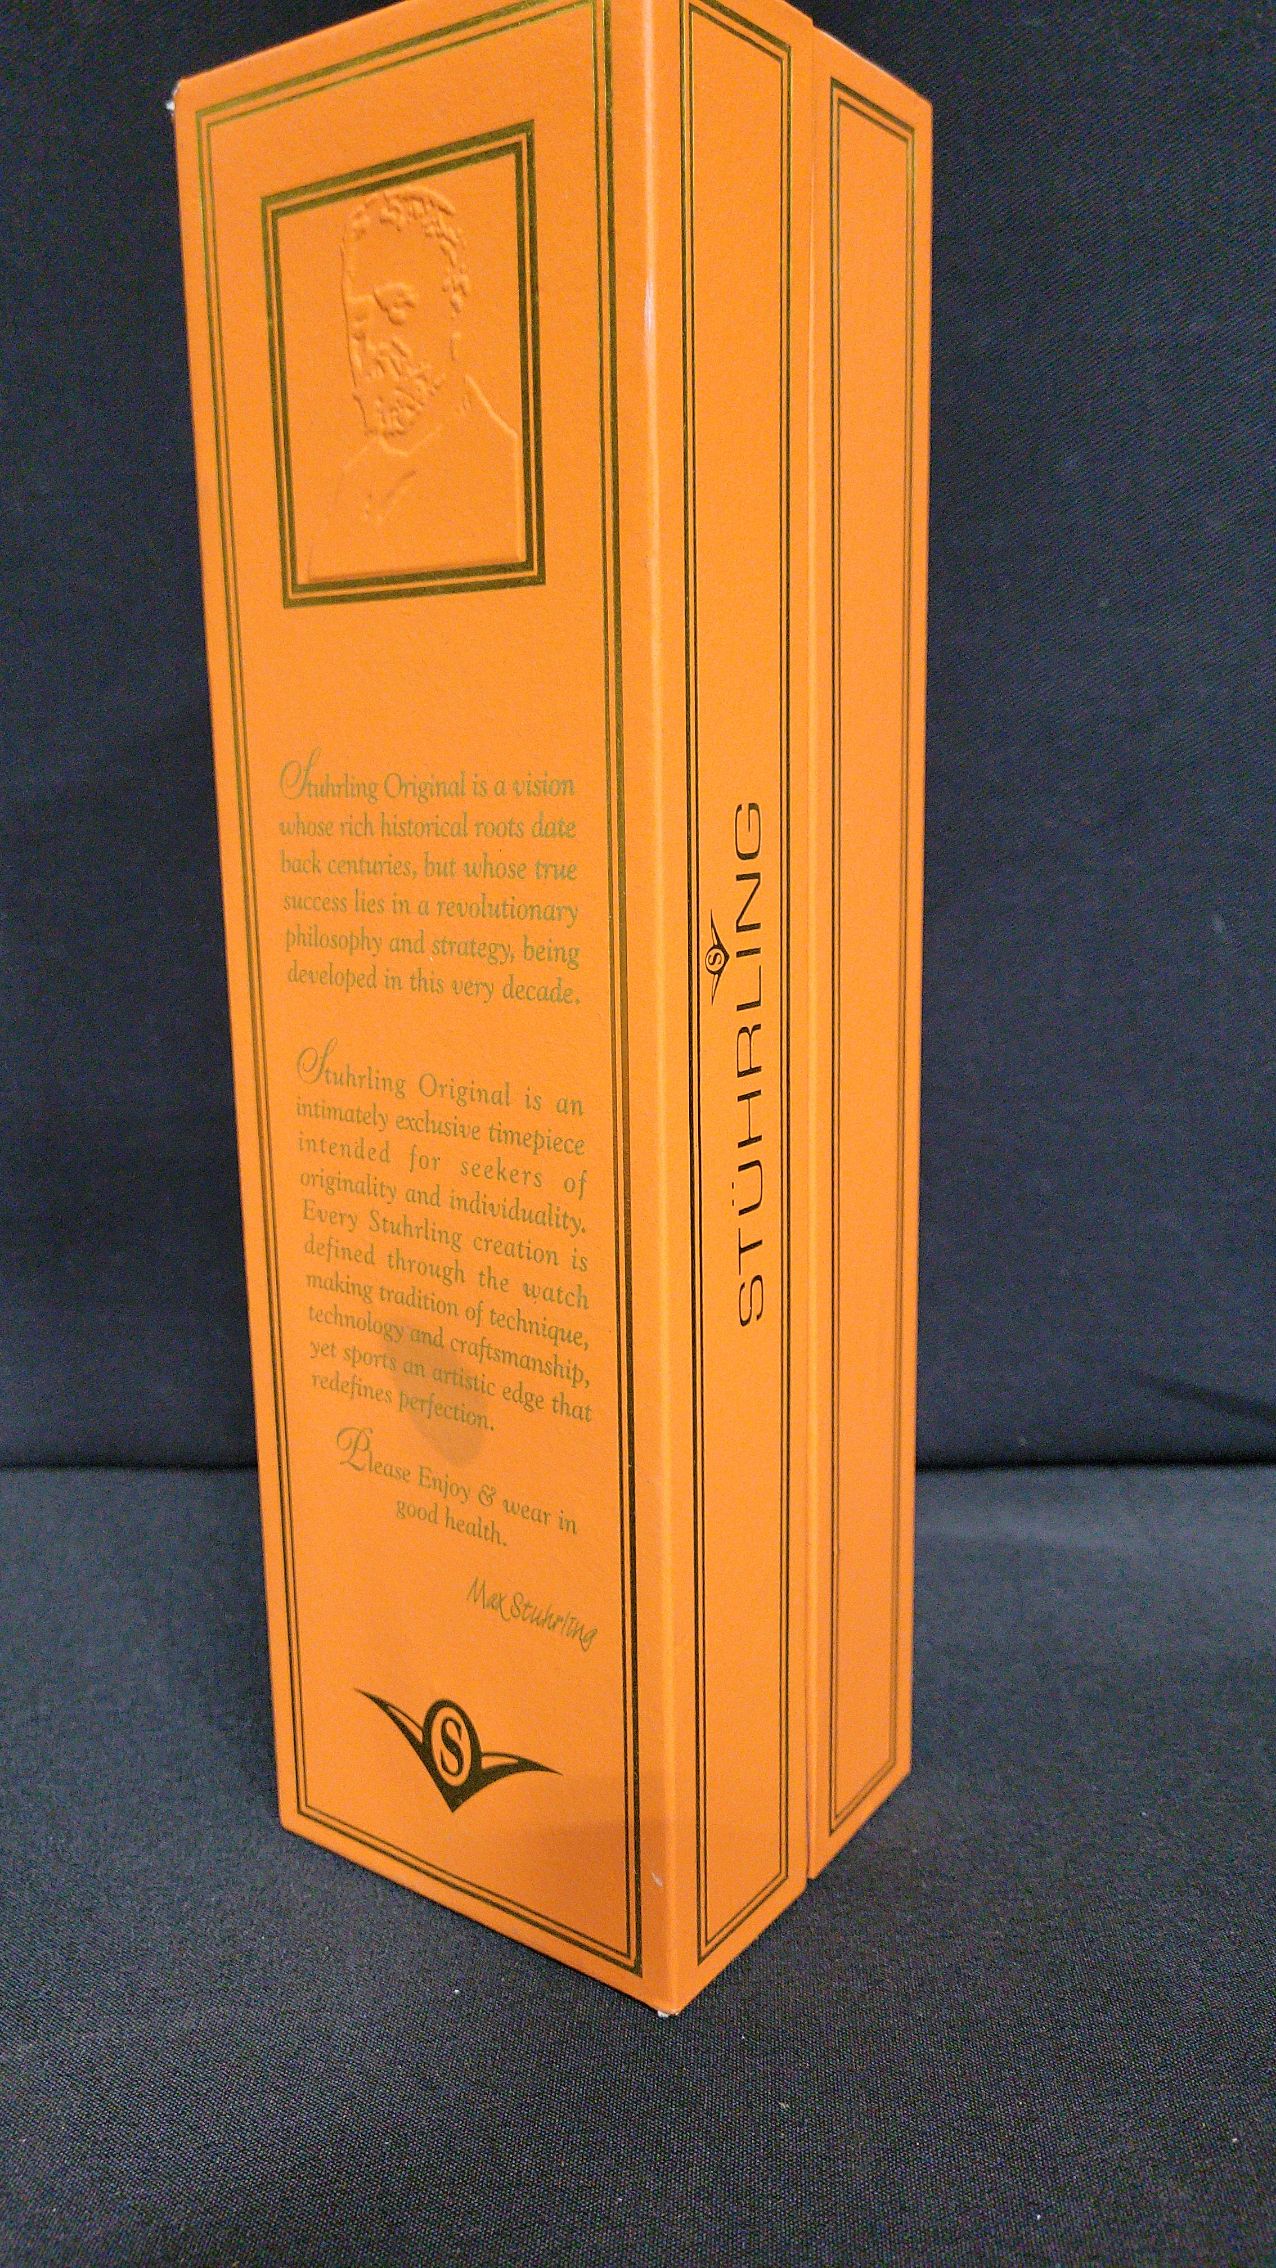 Stuhrling Original is a vision
whose rich historical roots date
back centuries, but whose true
success lies in a revolutionary
philosophy and strategy, being
developed in this very decade.
Stuhrling Original is an
intimately exclusive timepiece
intended for seekers of
originality and individuality.
Every Stuhrling creation is
defined through the watch
making tradition of technique,
technology and craftsmanship,
yet sports an artistic edge that
redefines perfection.
Please Enjoy & wear in
good health.
Max Stuhrling
S
S
STÜHRLING